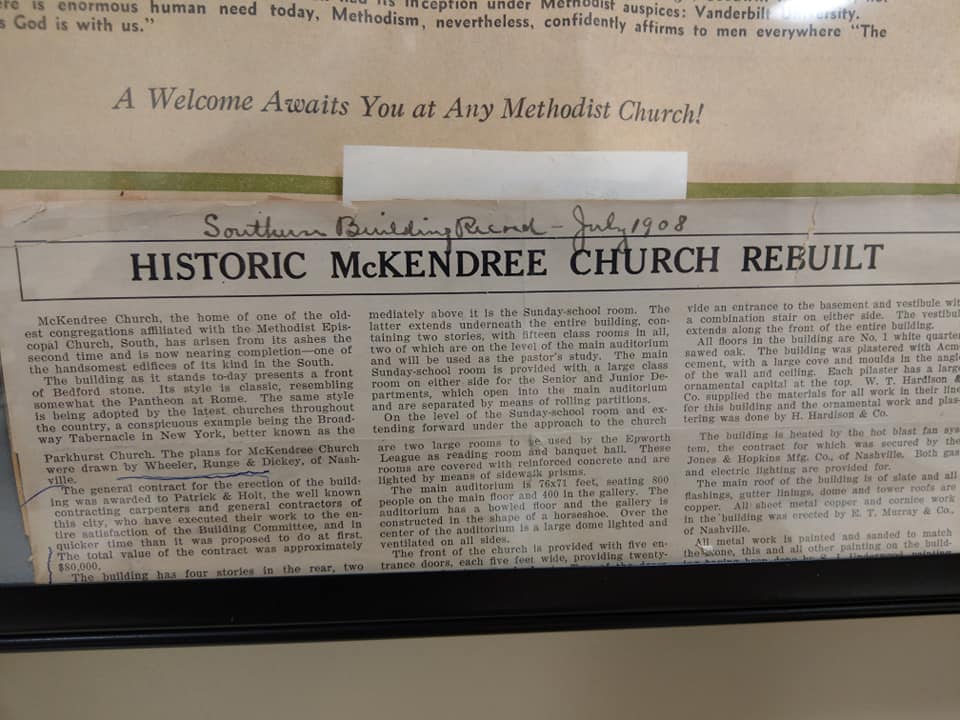 is enormous human need today, Methodism, nevertheless, confidently affirms to men everywhere "The
inception under Methodist auspices: Vanderbilt University.
God is with us."
A Welcome Awaits You at Any Methodist Church!
Southern Building Record - July 1908
HISTORIC McKENDREE CHURCH REBUILT
McKendree Church, the home of one of the old-
est congregations affiliated with the Methodist Epis-
copal Church, South, has arisen from its ashes the
second time and is now nearing completion—one of
the handsomest edifices of its kind in the South.
The building as it stands to-day presents a front
of Bedford stone. Its style is classic, resembling
somewhat the Pantheon at Rome. The same style
is being adopted by the latest churches throughout
the country, a conspicuous example being the Broad-
way Tabernacle in New York, better known as the
Parkhurst Church. The plans for McKendree Church
were drawn by Wheeler, Runge & Dickey, of Nash-
ville.
The general contract for the erection of the build-
ing was awarded to Patrick & Holt, the well known
contracting carpenters and general contractors of
this city, who have executed their work to the en-
tire satisfaction of the Building Committee, and in
quicker time than it was proposed to do at first.
The total value of the contract was approximately
$80,000.
The building has four stories in the rear, two
mediately above it is the Sunday-school room. The
latter extends underneath the entire building, con-
taining two stories, with fifteen class rooms in all,
two of which are on the level of the main auditorium
and will be used as the pastor's study. The main
Sunday-school room is provided with a large class
room on either side for the Senior and Junior De-
partments, which open into the main auditorium
and are separated by means of rolling partitions.
On the level of the Sunday-school room and ex-
tending forward under the approach to the church
are two large rooms to be used by the Epworth
League as reading room and banquet hall. These
rooms are covered with reinforced concrete and are
lighted by means of sidewalk prisms.
The main auditorium is 76x71 feet, seating 800
people on the main floor and 400 in the gallery. The
auditorium has a bowled floor and the gallery is
constructed in the shape of a horseshoe. Over the
center of the auditorium is a large dome lighted and
ventilated on all sides.
The front of the church is provided with five en-
trance doors, each five feet wide, providing twenty-
vide an entrance to the basement and vestibule wit
a combination stair on either side. The vestibul
extends along the front of the entire building.
All floors in the building are No. 1 white quarter
sawed oak. The building was plastered with Acm
cement, with a large cove and moulds in the angle
of the wall and ceiling. Each pilaster has a larg
ornamental capital at the top. W. T. Hardison &
Co. supplied the materials for all work in their line
for this building and the ornamental work and plas-
tering was done by H. Hardison & Co.
The building is heated by the hot blast fan sys
tem, the contract for which was secured by the
Jones & Hopkins Mfg. Co., of Nashville. Both gas
and electric lighting are provided for.
The main roof of the building is of slate and all
flashings, gutter linings, dome and tower roofs are
copper. All sheet metal copper and cornice work
in the building was erected by E. T. Murray & Co.,
of Nashville.
All metal work is painted and sanded to match
the stone, this and all other painting on the build-